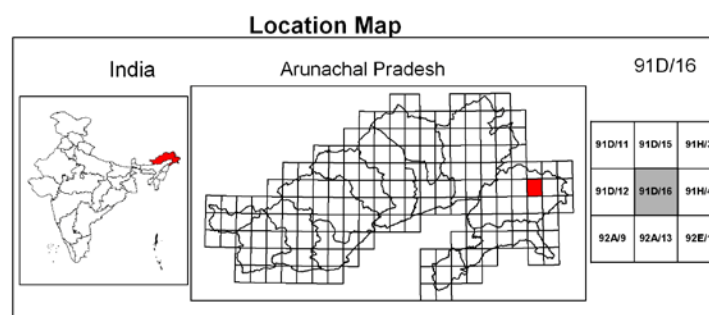 Location Map
India
Arunachal Pradesh
91D/16
91D/11 91D/15
91D/12 91D/16
92A/9 92A/13